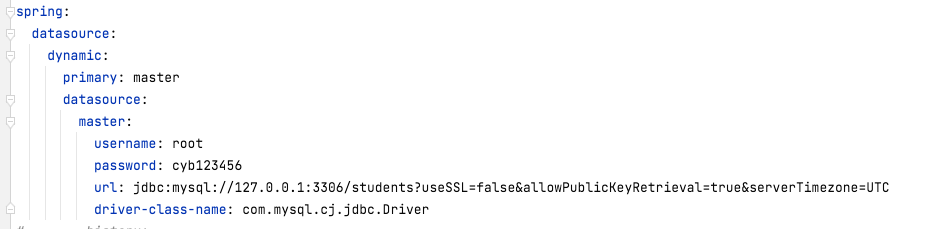 spring:
  datasource:
    dynamic:
      primary: master
      datasource:
        master:
          username: root
          password: cyb123456
          url: jdbc:mysql://127.0.0.1:3306/students?useSSL=false&allowPublicKeyRetrieval=true&serverTimezone=UTC
          driver-class-name: com.mysql.cj.jdbc.Driver